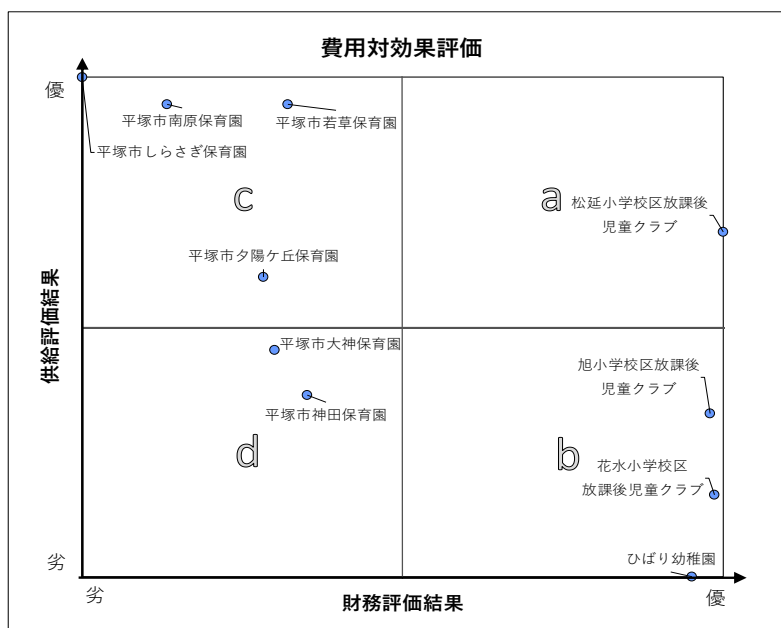 費用対効果評価
優
平塚市南原保育園
平塚市若草保育園
平塚市しらさぎ保育園
c
a
松延小学校区放課後
児童クラブ
平塚市夕陽ケ丘保育園
供給評価結果
平塚市大神保育園
旭小学校区放課後
児童クラブ
平塚市神田保育園
d
b
花水小学校区
放課後児童クラブ
ひばり幼稚園
劣
劣
財務評価結果
優